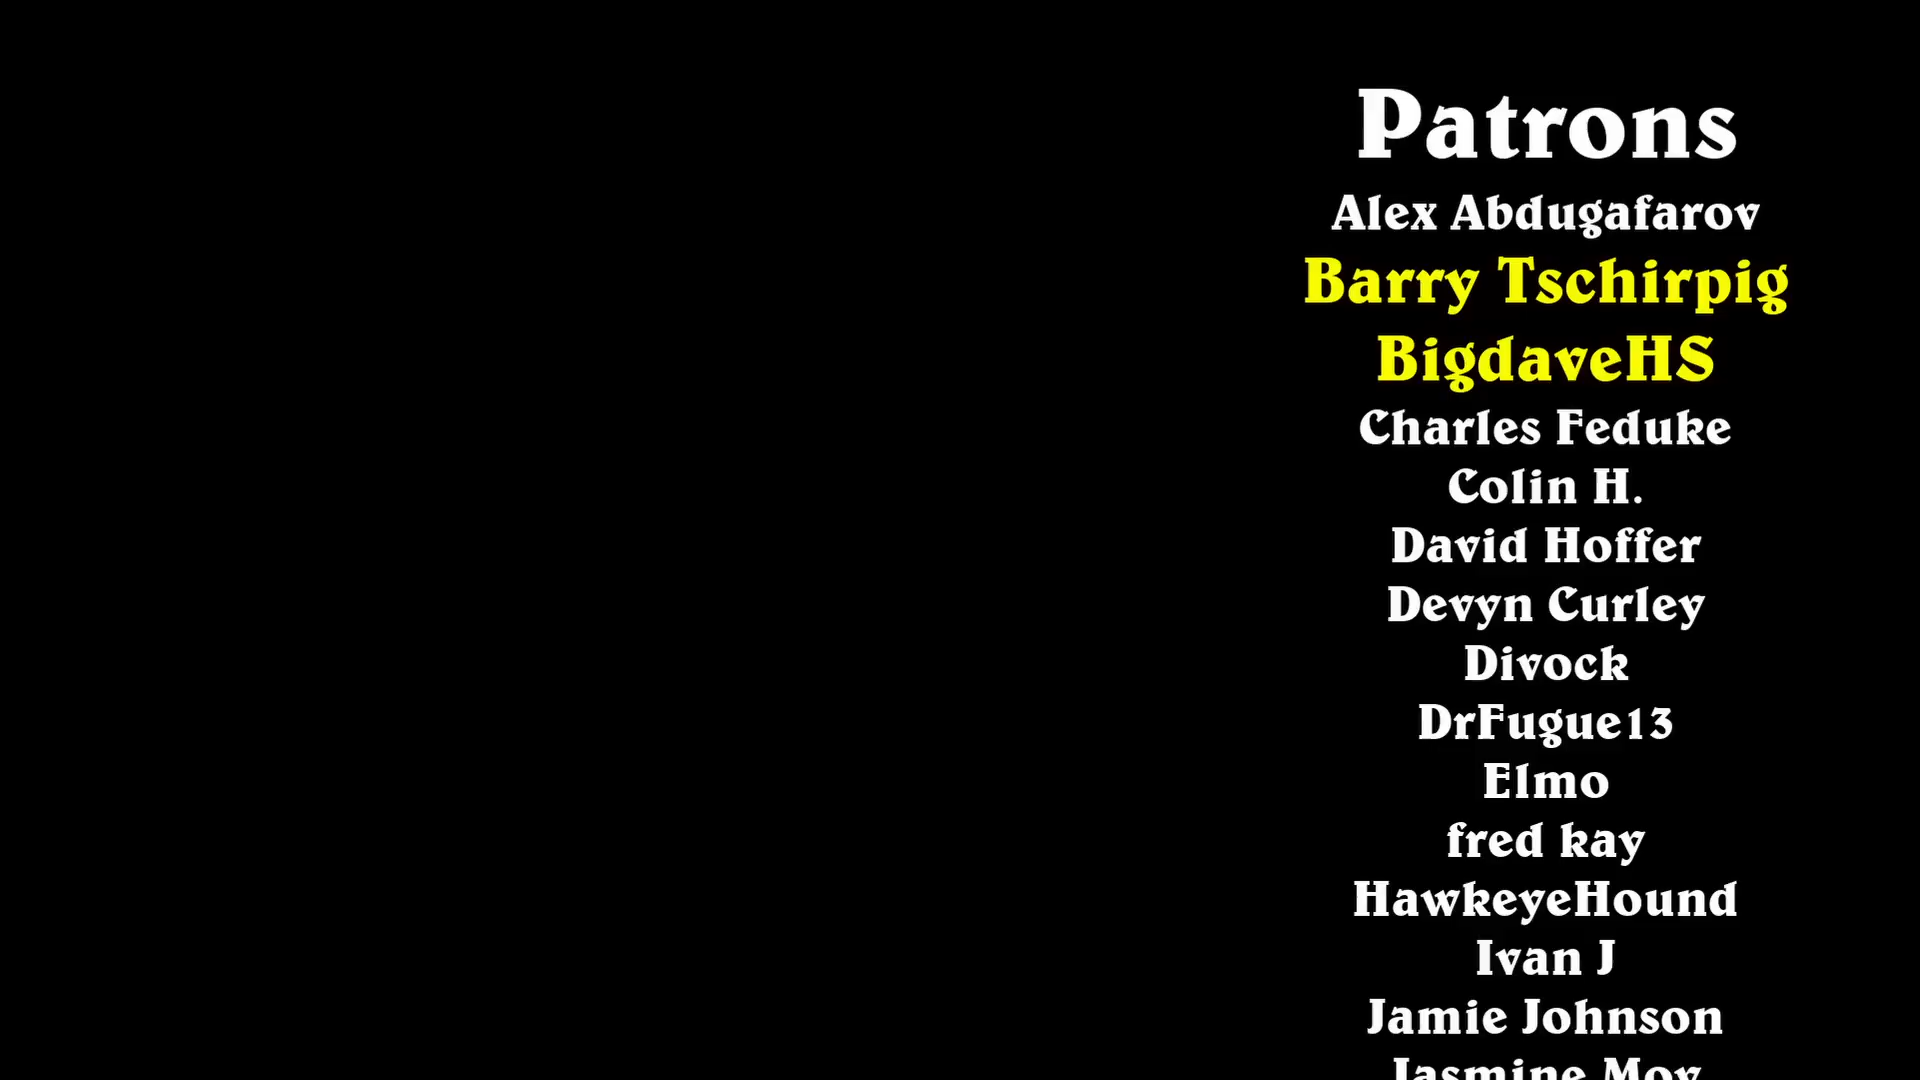 Patrons
Alex Abdugafarov
Barry Tschirpig
BigdaveHS
Charles Feduke
Colin H.
David Hoffer
Devyn Curley
Divock
DrFugue13
Elmo
fred kay
HawkeyeHound
Ivan J
Jamie Johnson
Jasmine